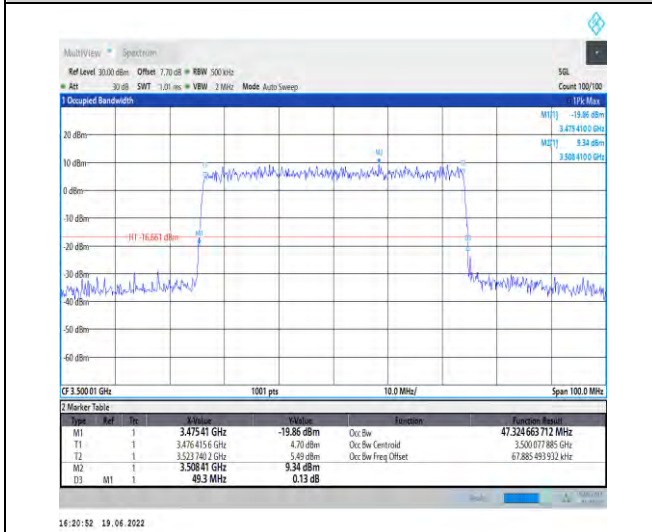 MultiView Spectrum
Ref Level 30.00 dBm Offset 7.70 dB RBW 500 kHz SGL
Att 30 dB SWT 1.01 ms VBW 2 MHz Mode Auto Sweep Count 100/100
1 Occupied Bandwidth 1Pk Max
M1[1] -19.86 dBm
3.475 4100 GHz
M2[1] 9.34 dBm
3.508 4100 GHz
20 dBm
10 dBm
0 dBm
-10 dBm
H1 -16.661 dBm
-20 dBm
-30 dBm
-40 dBm
-50 dBm
-60 dBm
CF 3.500 01 GHz 1001 pts 10.0 MHz/ Span 100.0 MHz
2 Marker Table
Type Ref Trc X-Value Y-Value Function Function Result
M1 1 3.475 41 GHz -19.86 dBm Occ Bw 47.324 663 712 MHz
T1 1 3.476 415 6 GHz 4.70 dBm Occ Bw Centroid 3.500 077 885 GHz
T2 1 3.523 740 2 GHz 5.49 dBm Occ Bw Freq Offset 67.885 493 932 kHz
M2 1 3.508 41 GHz 9.34 dBm
D3 M1 1 49.3 MHz 0.13 dB
16:20:52 19.06.2022